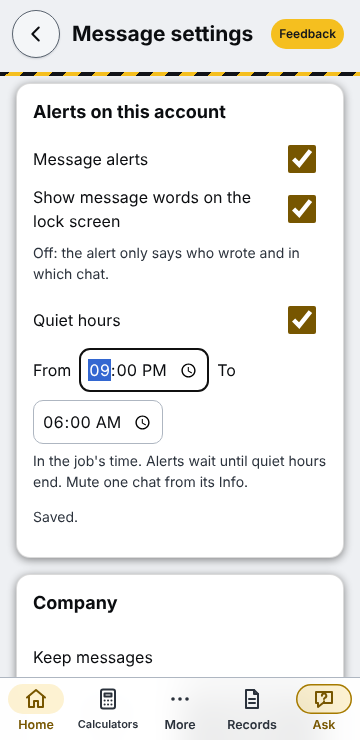 Message settings
Feedback
Alerts on this account
Message alerts
Show message words on the
lock screen
Off: the alert only says who wrote and in
which chat.
Quiet hours
From 09:00 PM To
06:00 AM
In the job's time. Alerts wait until quiet hours
end. Mute one chat from its Info.
Saved.
Company
Keep messages
Home Calculators More Records Ask